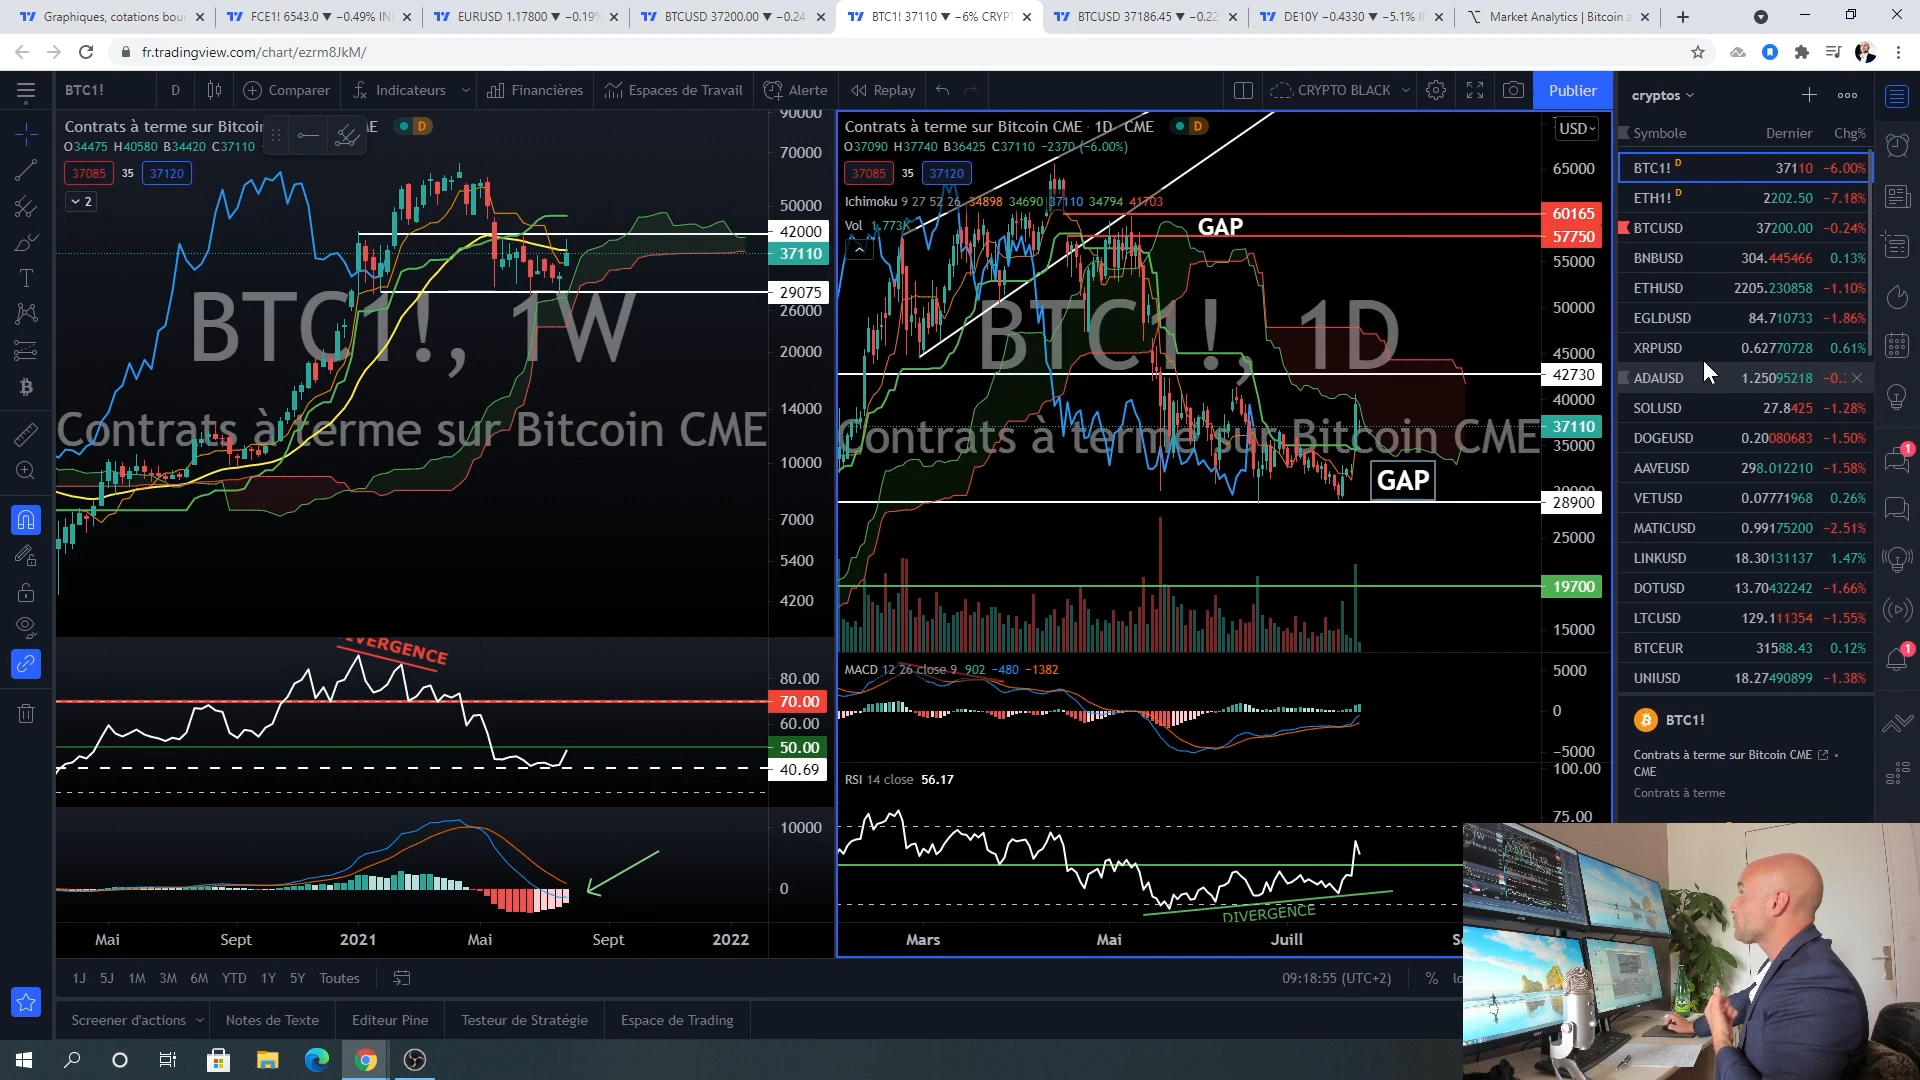 Graphiques, cotations bour
FCE1! 6543.0 ▼ −0.49% IN
EURUSD 1.17800 ▼ −0.19%
BTCUSD 37200.00 ▼ −0.24
BTC1! 37110 ▼ −6% CRYPT
BTCUSD 37186.45 ▼ −0.22
DE10Y −0.4330 ▼ −5.1%
Market Analytics | Bitcoin a
fr.tradingview.com/chart/ezrm8JkM/
BTC1!
D
Comparer
Indicateurs
Financières
Espaces de Travail
Alerte
Replay
CRYPTO BLACK
Publier
Contrats à terme sur Bitcoin
E
D
O34475 H40580 B34420 C37110
37085
35
37120
2
BTC1!, 1W
Contrats à terme sur Bitcoin CME
90000
70000
50000
42000
37110
29075
26000
20000
14000
10000
7000
5400
4200
DIVERGENCE
80.00
70.00
60.00
50.00
40.69
10000
0
Mai
Sept
2021
Mai
Sept
2022
Contrats à terme sur Bitcoin CME · 1D · CME
D
O37090 H37740 B36425 C37110 −2370 (−6.00%)
37085
35
37120
Ichimoku 9 27 52 26 34898 34690 37110 34794 41703
Vol 1.773K
USD
GAP
BTC1!, 1D
Contrats à terme sur Bitcoin CME
GAP
65000
60165
57750
55000
50000
45000
42730
40000
37110
35000
30000
28900
25000
19700
15000
MACD 12 26 close 9 902 −480 −1382
5000
0
−5000
RSI 14 close 56.17
100.00
75.00
DIVERGENCE
Mars
Mai
Juill
1J 5J 1M 3M 6M YTD 1Y 5Y Toutes
09:18:55 (UTC+2)
%
Screener d'actions
Notes de Texte
Editeur Pine
Testeur de Stratégie
Espace de Trading
cryptos
Symbole Dernier Chg%
BTC1! D 37110 −6.00%
ETH1! D 2202.50 −7.18%
BTCUSD 37200.00 −0.24%
BNBUSD 304.445466 0.13%
ETHUSD 2205.230858 −1.10%
EGLDUSD 84.710733 −1.86%
XRPUSD 0.62770728 0.61%
ADAUSD 1.25095218 −0.
SOLUSD 27.8425 −1.28%
DOGEUSD 0.20080683 −1.50%
AAVEUSD 298.012210 −1.58%
VETUSD 0.07771968 0.26%
MATICUSD 0.99175200 −2.51%
LINKUSD 18.30131137 1.47%
DOTUSD 13.70432242 −1.66%
LTCUSD 129.111354 −1.55%
BTCEUR 31588.43 0.12%
UNIUSD 18.27490899 −1.38%
BTC1!
Contrats à terme sur Bitcoin CME •
CME
Contrats à terme
1
1